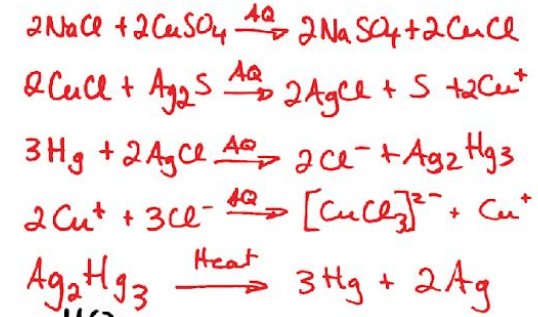 2NaCl + 2CuSO4 AQ→ 2NaSO4 + 2CuCl
2CuCl + Ag2S AQ→ 2AgCl + S + 2Cu+
3Hg + 2AgCl AQ→ 2Cl- + Ag2Hg3
2Cu+ + 3Cl- AQ→ [CuCl3]2- + Cu+
Ag2Hg3 Heat→ 3Hg + 2Ag